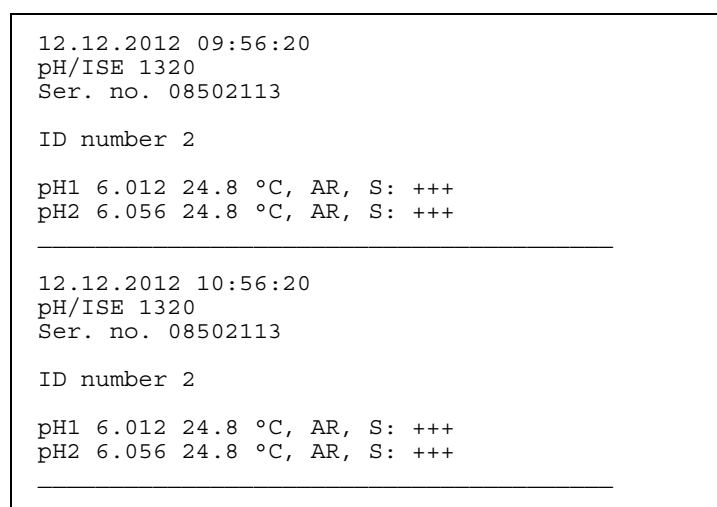 12.12.2012 09:56:20
pH/ISE 1320
Ser. no. 08502113
ID number 2
pH1 6.012 24.8 °C, AR, S: +++
pH2 6.056 24.8 °C, AR, S: +++
________________________________________
12.12.2012 10:56:20
pH/ISE 1320
Ser. no. 08502113
ID number 2
pH1 6.012 24.8 °C, AR, S: +++
pH2 6.056 24.8 °C, AR, S: +++
________________________________________